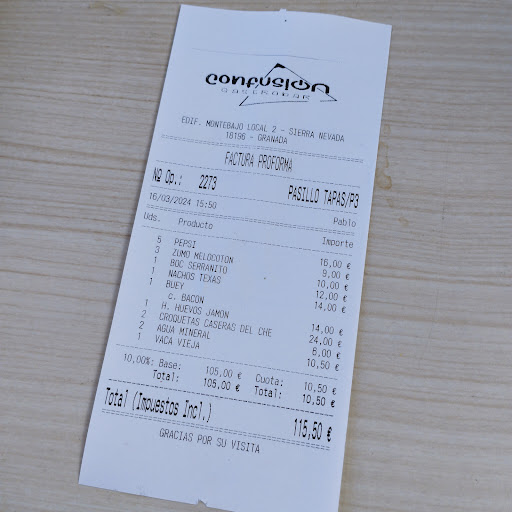 confusion
GASTROBAR
EDIF. MONTEBAJO LOCAL 2 - SIERRA NEVADA
18196 - GRANADA
FACTURA PROFORMA
Nº Op.: 2273 PASILLO TAPAS/P3
16/03/2024 15:50 Pablo
Uds. Producto Importe
5 PEPSI 16,00 €
3 ZUMO MELOCOTON 9,00 €
1 BOC SERRANITO 10,00 €
1 NACHOS TEXAS 12,00 €
1 BUEY 14,00 €
c. BACON
1 H. HUEVOS JAMON 14,00 €
2 CROQUETAS CASERAS DEL CHE 24,00 €
2 AGUA MINERAL 6,00 €
1 VACA VIEJA 10,50 €
10,00%: Base: 105,00 € Cuota: 10,50 €
Total: 105,00 € Total: 10,50 €
Total (Impuestos Incl.) 115,50 €
GRACIAS POR SU VISITA